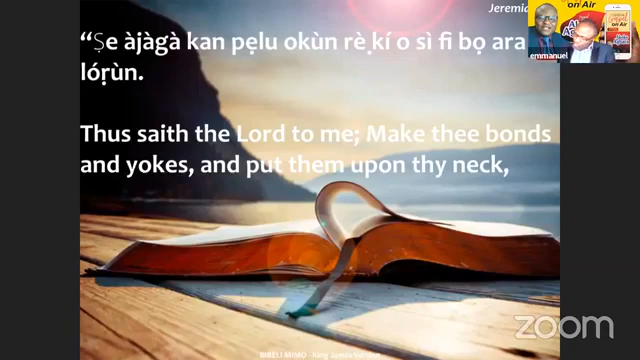 Jeremia
“Ṣe àjàgà kan pẹlu okùn rẹ̀ kí o sì fi bọ ara
lọ́rùn.
Thus saith the Lord to me; Make thee bonds
and yokes, and put them upon thy neck,
on Air
emmanuel
BIBELI MIMO - King James Version
zoom